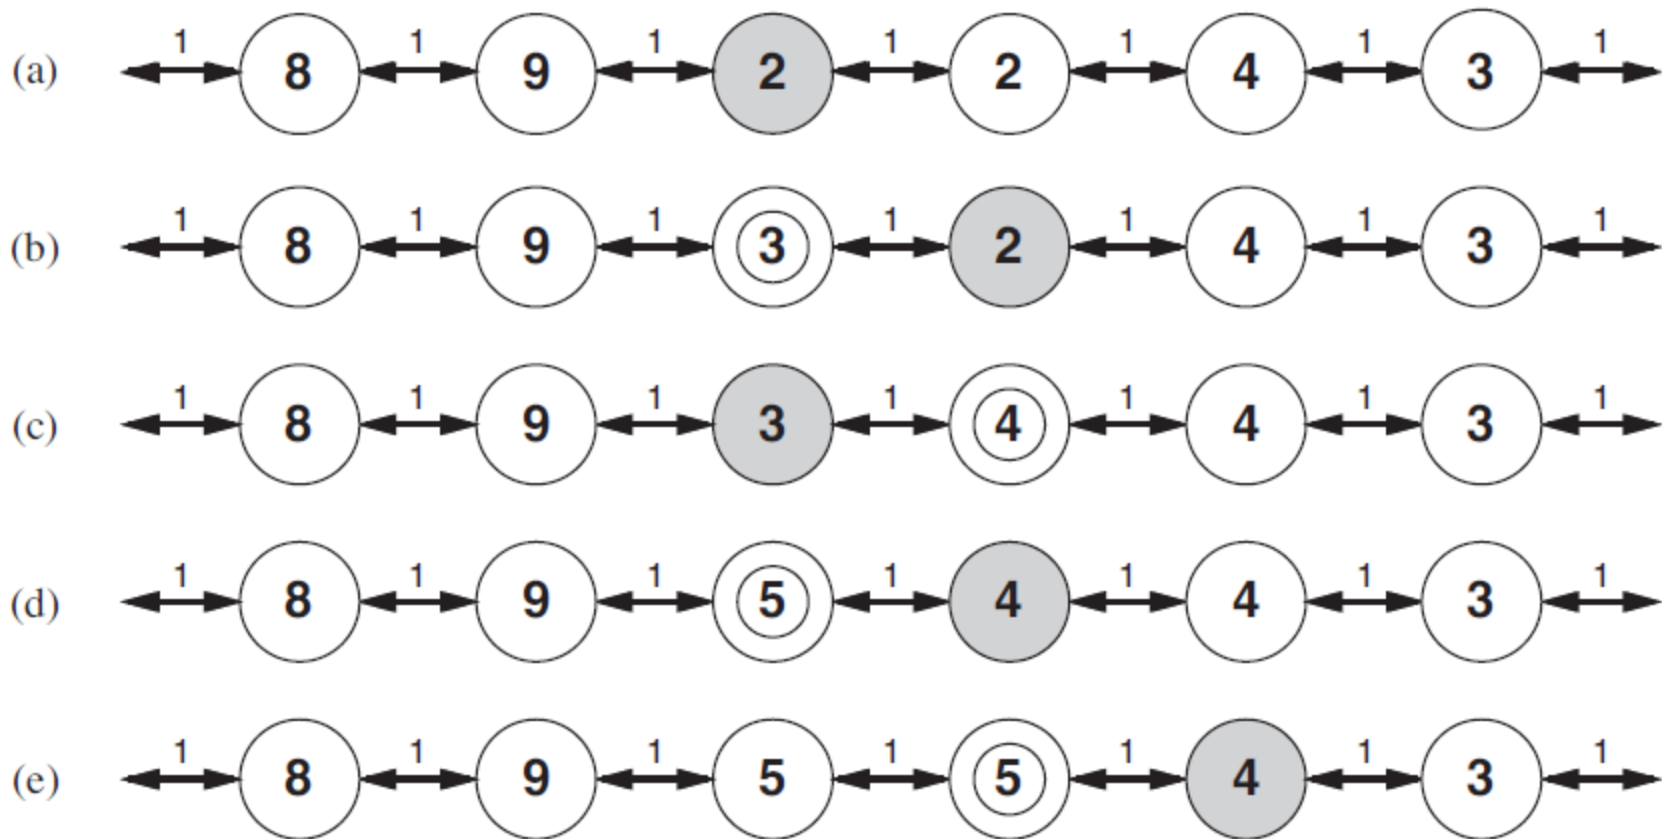 1 1 1 1 1 1 1
(a) 8 9 2 2 4 3
1 1 1 1 1 1 1
(b) 8 9 3 2 4 3
1 1 1 1 1 1 1
(c) 8 9 3 4 4 3
1 1 1 1 1 1 1
(d) 8 9 5 4 4 3
1 1 1 1 1 1 1
(e) 8 9 5 5 4 3